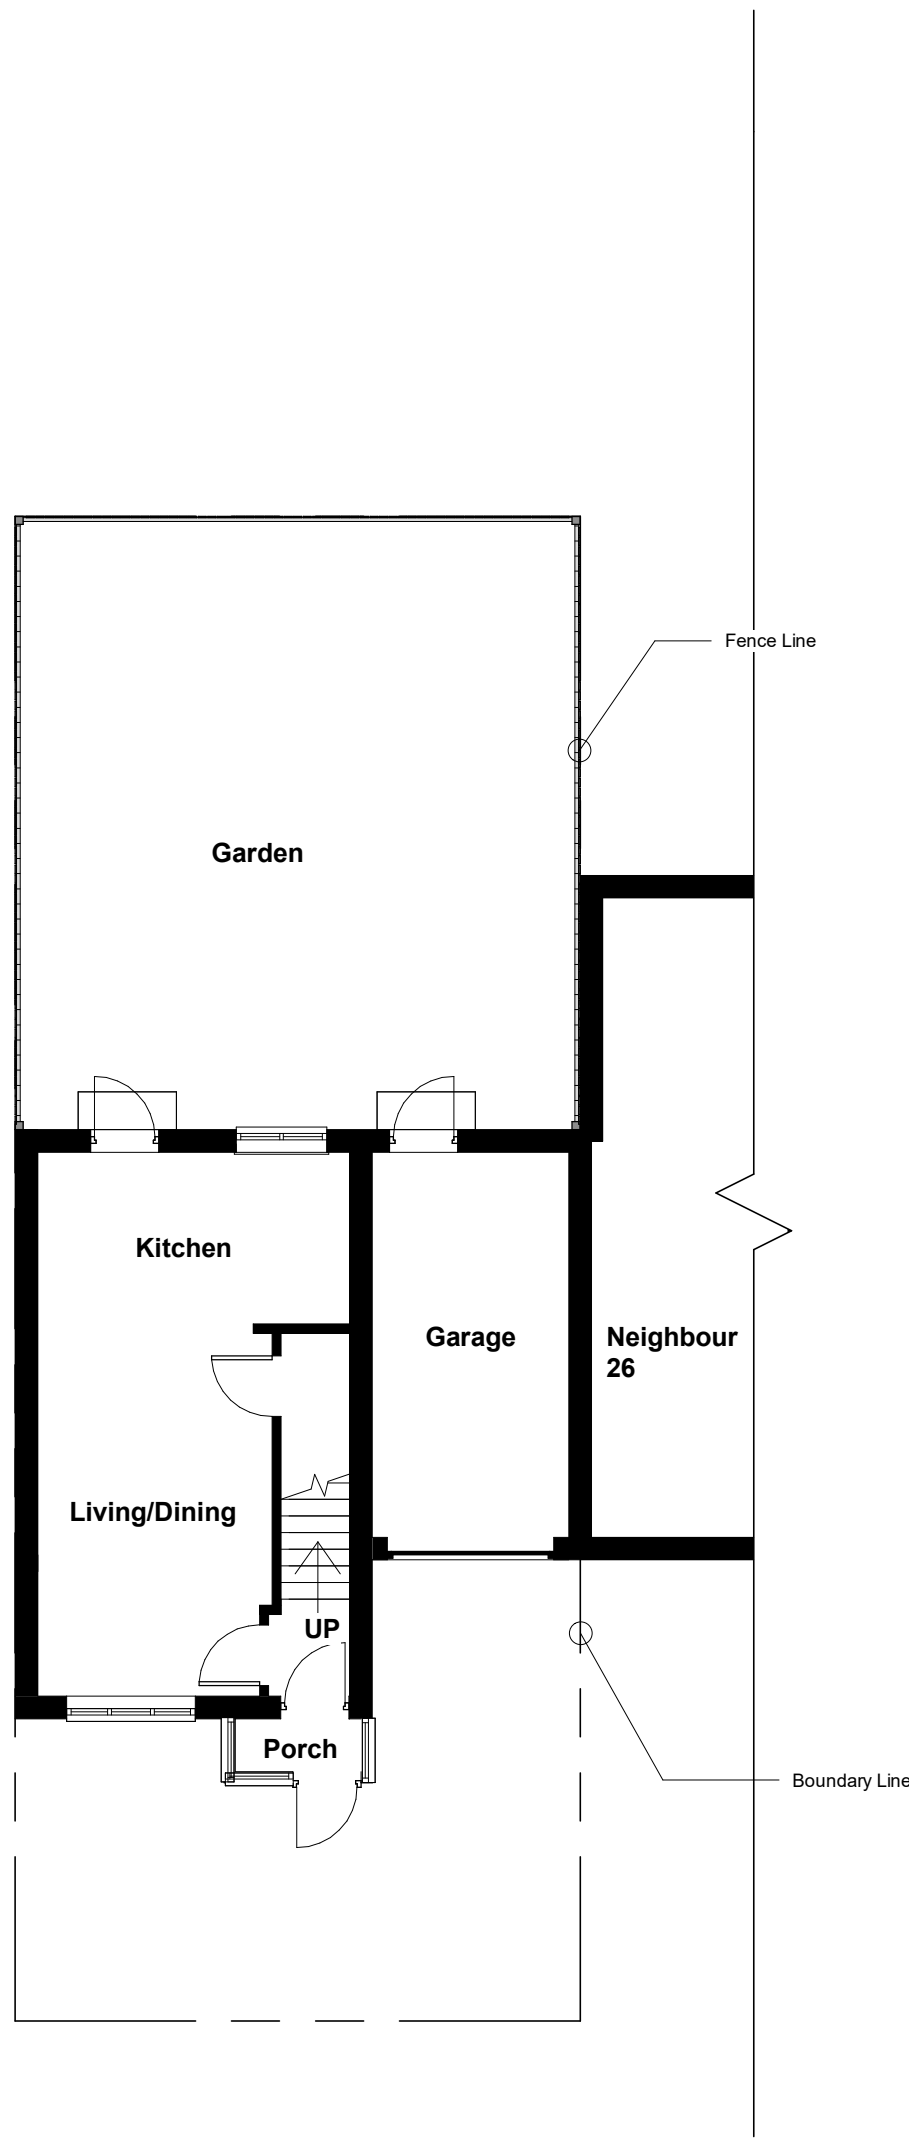 Fence Line
Garden
Kitchen
Garage
Neighbour
26
Living/Dining
UP
Porch
Boundary Line